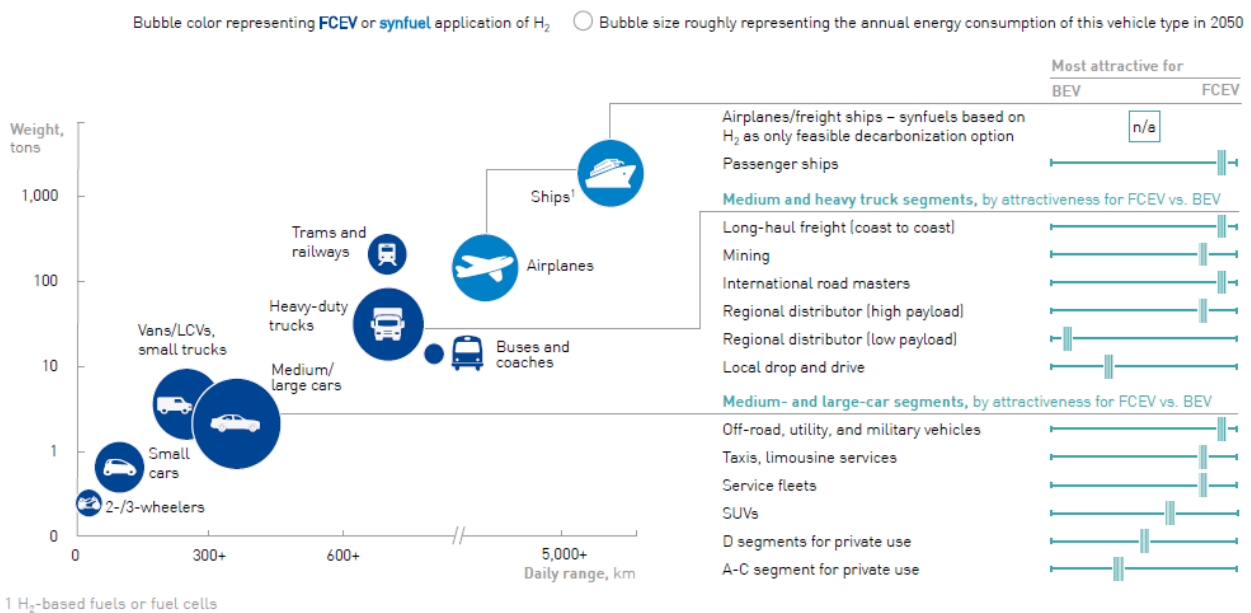 Bubble color representing FCEV or synfuel application of H₂
Bubble size roughly representing the annual energy consumption of this vehicle type in 2050
Most attractive for
BEV
FCEV
Weight,
tons
1,000
100
10
1
0
0
300+
600+
5,000+
Daily range, km
Ships¹
Airplanes
Trams and
railways
Heavy-duty
trucks
Buses and
coaches
Vans/LCVs,
small trucks
Medium/
large cars
Small
cars
2-/3-wheelers
Airplanes/freight ships – synfuels based on
H₂ as only feasible decarbonization option
n/a
Passenger ships
Medium and heavy truck segments, by attractiveness for FCEV vs. BEV
Long-haul freight (coast to coast)
Mining
International road masters
Regional distributor (high payload)
Regional distributor (low payload)
Local drop and drive
Medium- and large-car segments, by attractiveness for FCEV vs. BEV
Off-road, utility, and military vehicles
Taxis, limousine services
Service fleets
SUVs
D segments for private use
A-C segment for private use
1 H₂-based fuels or fuel cells